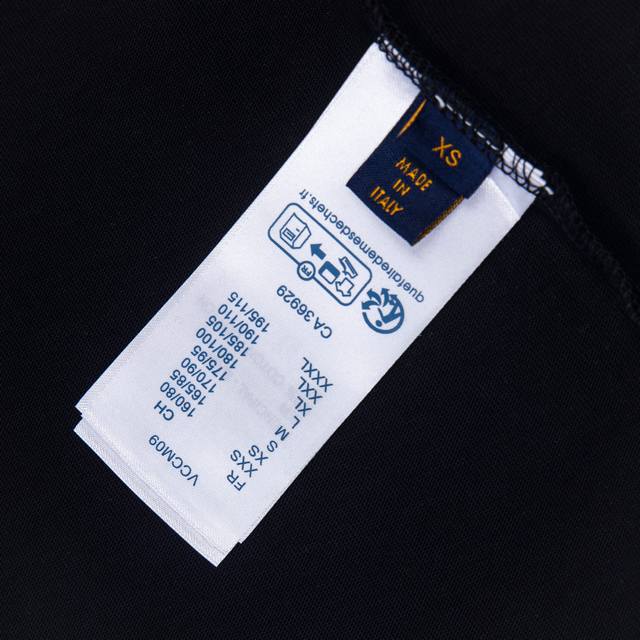 XS
MADE
IN
ITALY
VCCM09
FR CH
XXS 160/80
XS 165/85
S 170/90
M 175/95
L 180/100
XL 185/105
XXL 190/110
XXXL 195/115
CA 36929
FR
quefairedemesdechets.fr